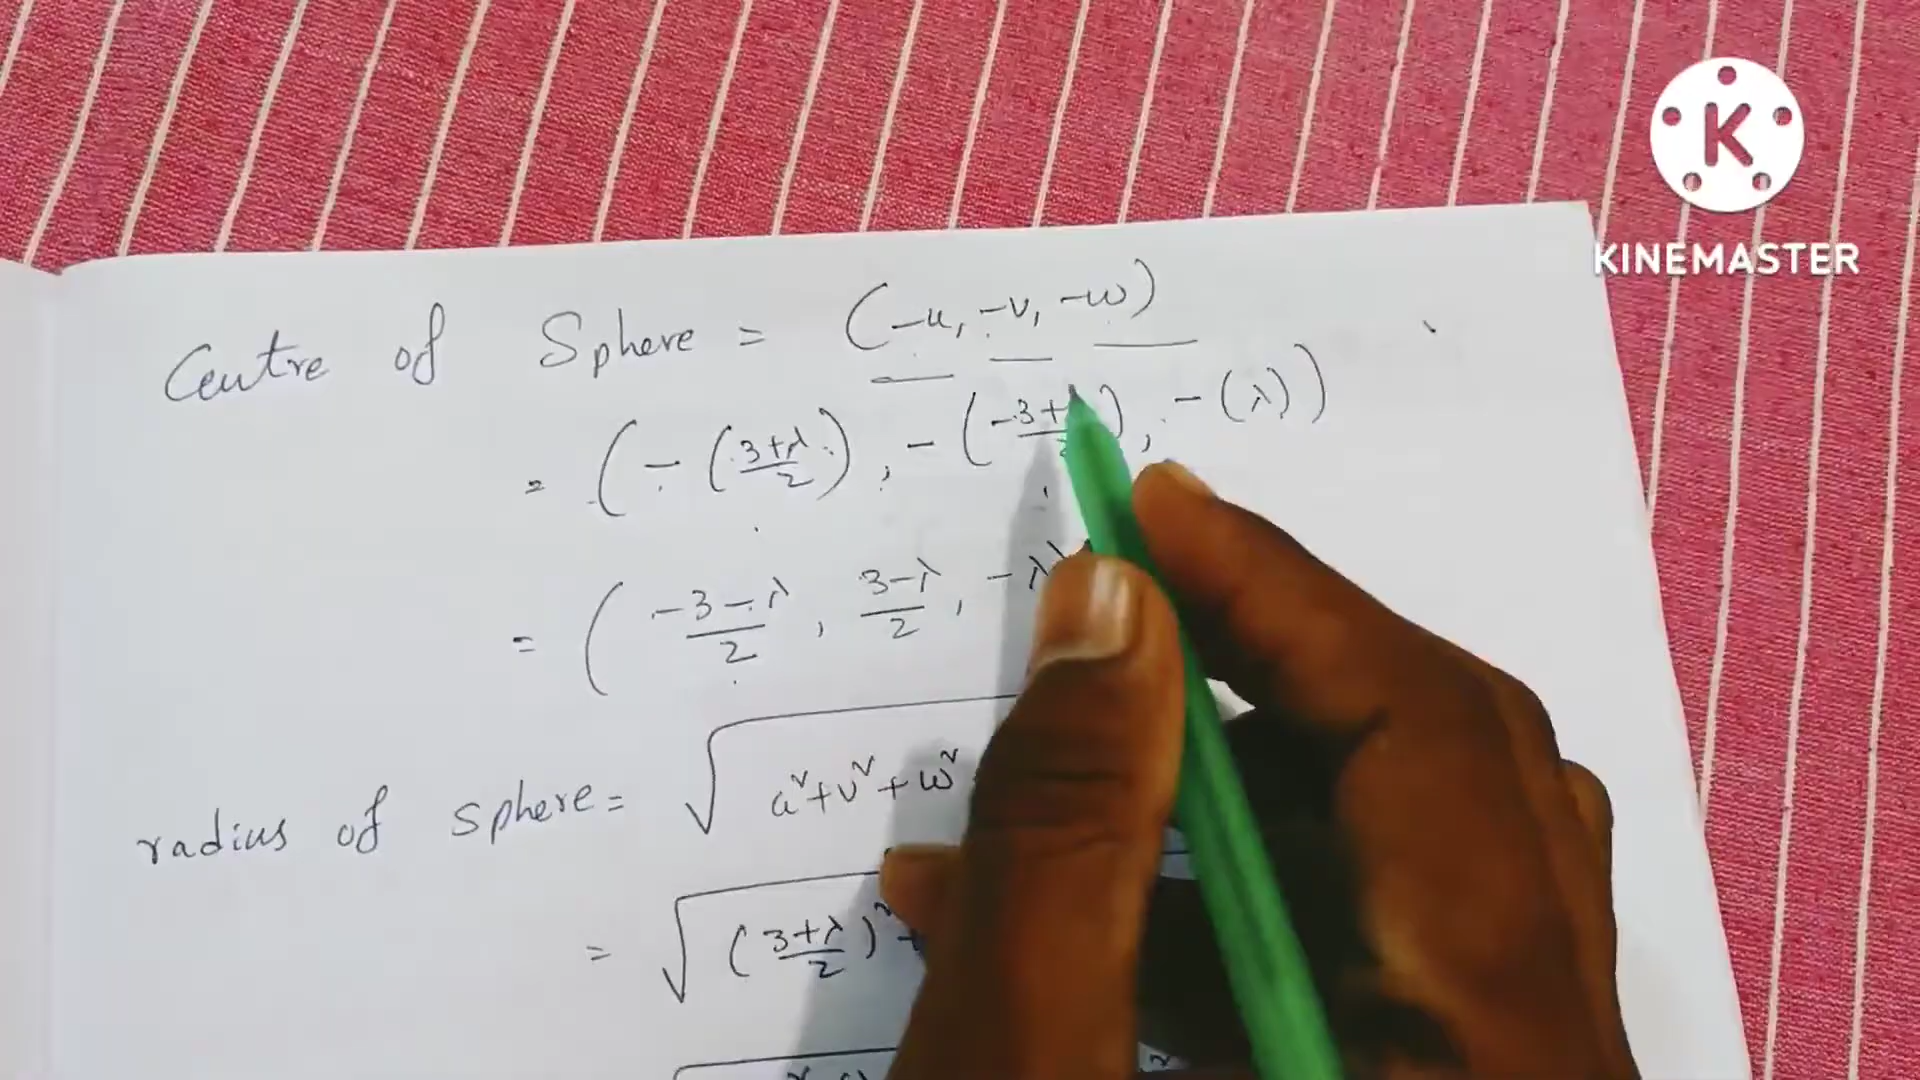 K
KINEMASTER
Centre of Sphere = (-u, -v, -w)
= (-(3+λ/2), -(-3+ ), -(λ))
= (-3-λ/2, 3-λ/2, -λ
radius of sphere = √ u²+v²+w²
= √ (3+λ/2)² +